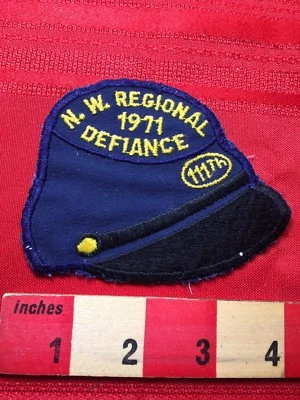 N. W. REGIONAL
1971
DEFIANCE
111Th
inches
1 2 3 4